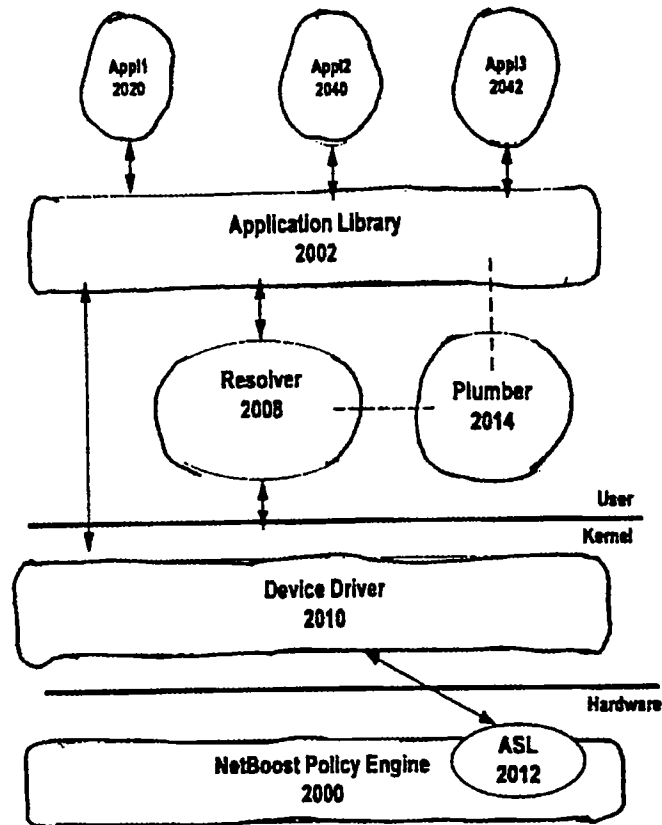 Appl1
2020
Appl2
2040
Appl3
2042
Application Library
2002
Resolver
2008
Plumber
2014
User
Kernel
Device Driver
2010
Hardware
ASL
2012
NetBoost Policy Engine
2000